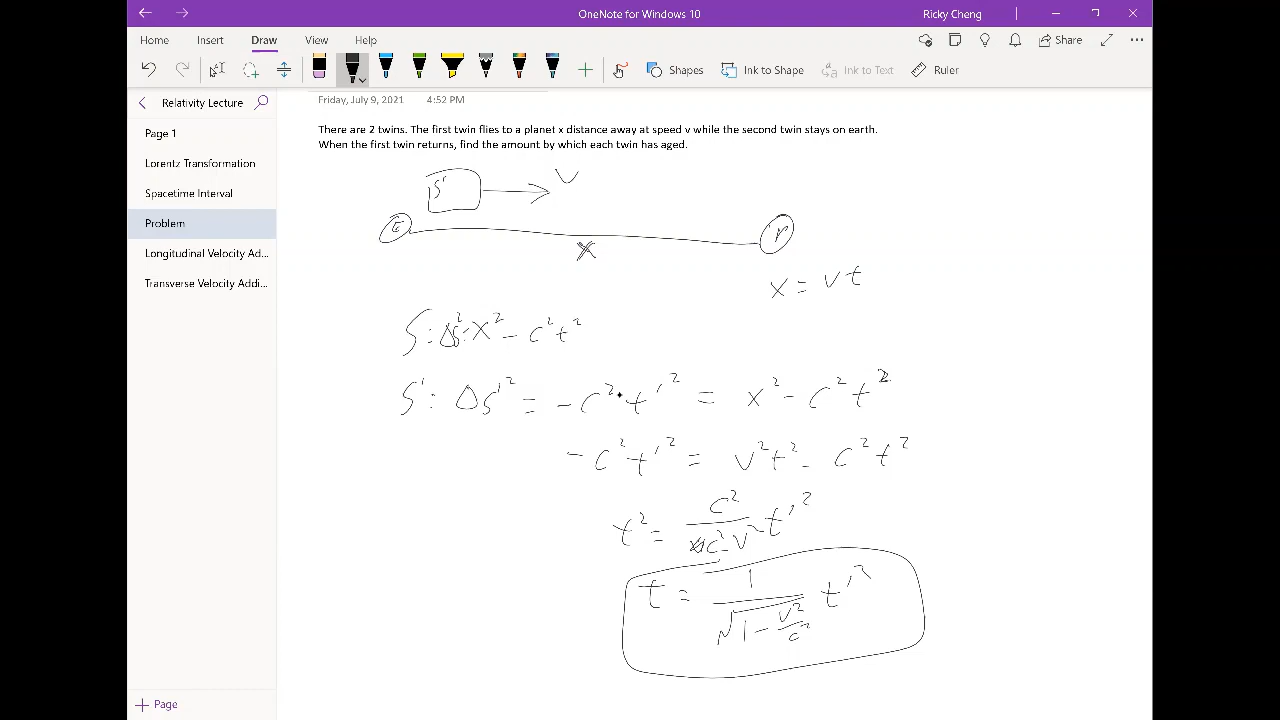 OneNote for Windows 10
Ricky Cheng
Home Insert Draw View Help
Share
Shapes Ink to Shape Ink to Text Ruler
Relativity Lecture
Page 1
Lorentz Transformation
Spacetime Interval
Problem
Longitudinal Velocity Ad...
Transverse Velocity Addi...
Page
Friday, July 9, 2021 4:52 PM
There are 2 twins. The first twin flies to a planet x distance away at speed v while the second twin stays on earth.
When the first twin returns, find the amount by which each twin has aged.
S' → v
E x P
x = vt
S: Δs² = x² - c²t²
S': Δs'² = -c²t'² = x² - c²t²
-c²t'² = v²t² - c²t²
t² = c²/(c² - v²) t'²
t = 1/√(1 - v²/c²) t'²